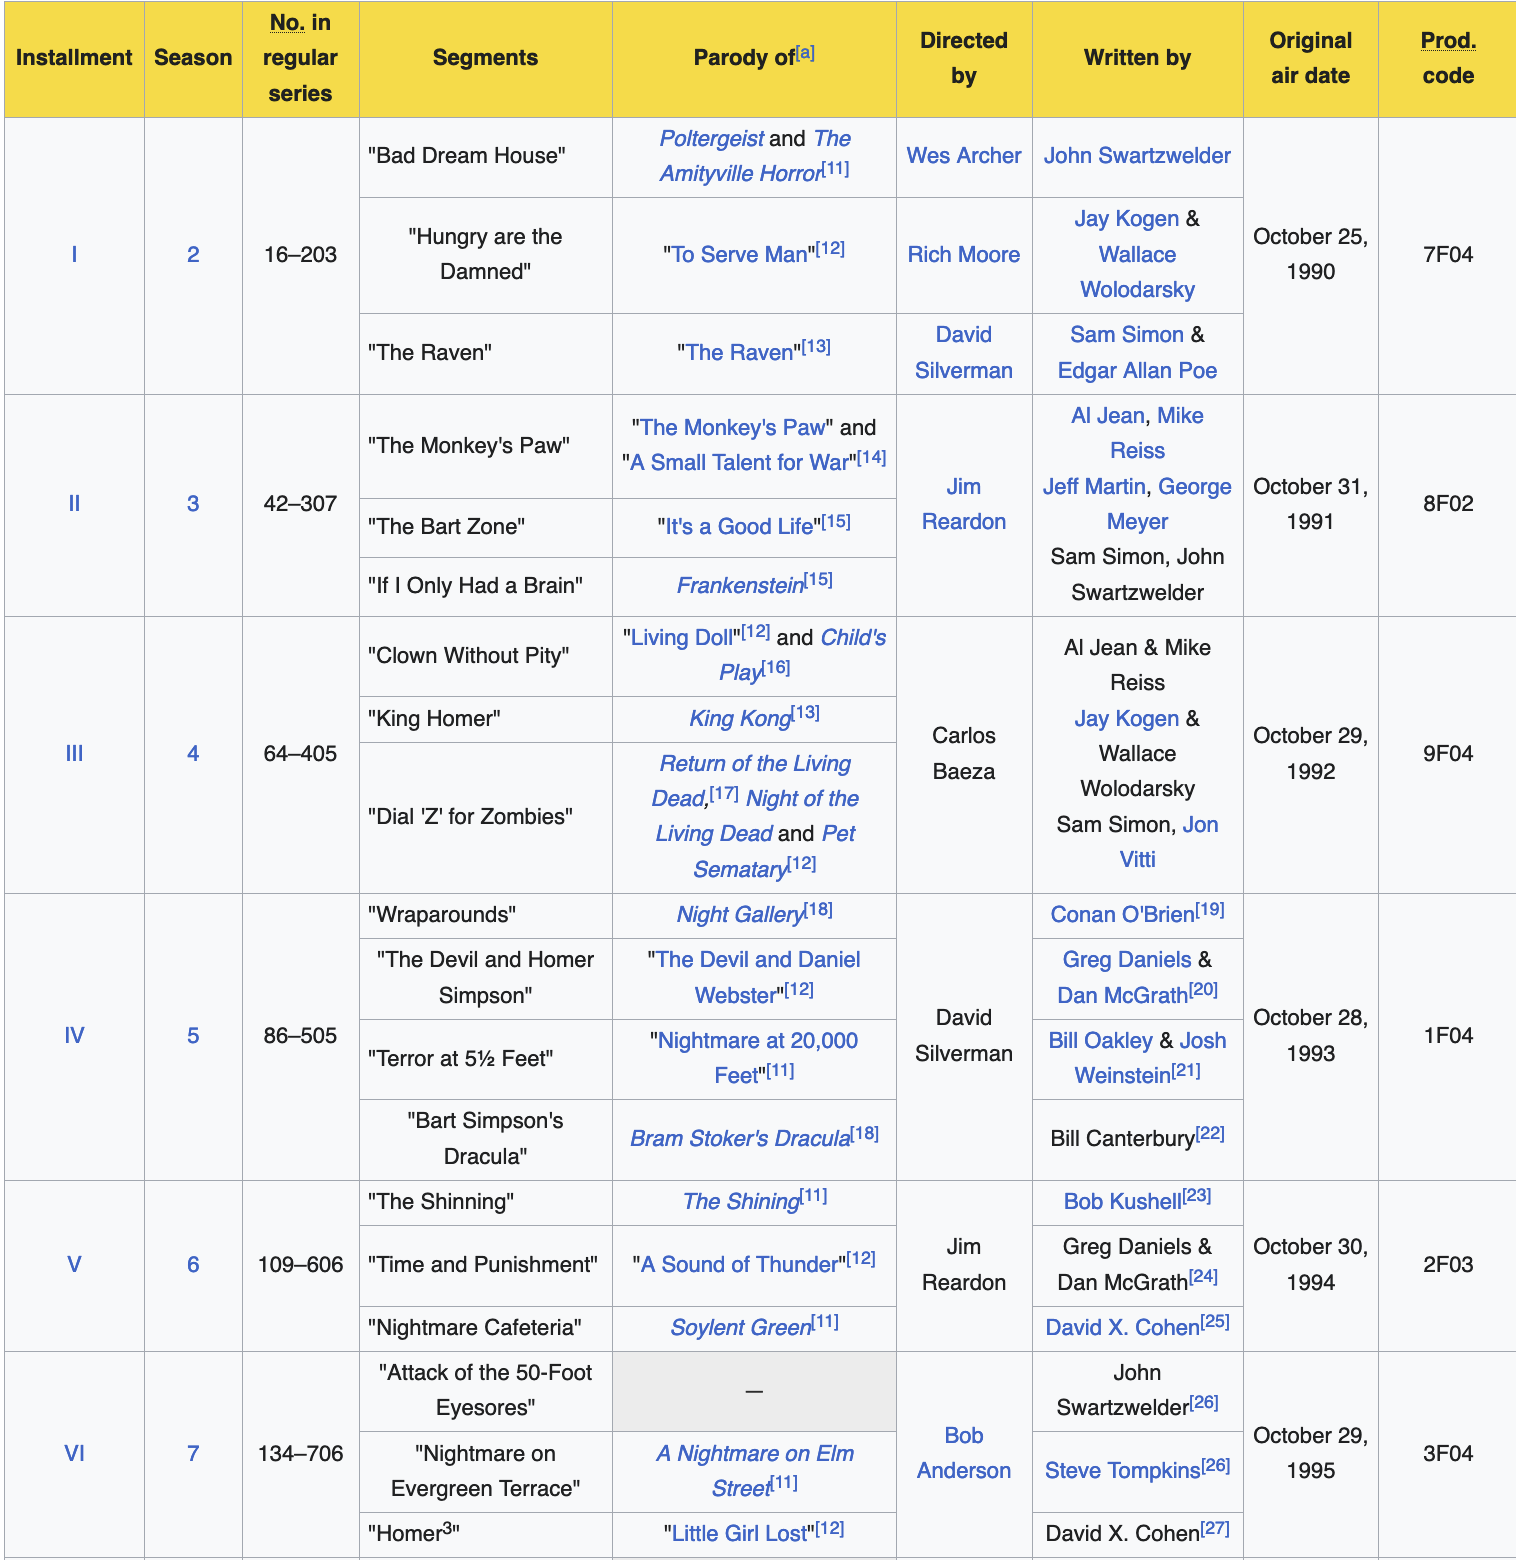 Installment
Season
No. in
regular
series
Segments
Parody of[a]
Directed
by
Written by
Original
air date
Prod.
code
I
2
16–203
"Bad Dream House"
Poltergeist and The
Amityville Horror[11]
Wes Archer
John Swartzwelder
October 25,
1990
7F04
"Hungry are the
Damned"
"To Serve Man"[12]
Rich Moore
Jay Kogen &
Wallace
Wolodarsky
"The Raven"
"The Raven"[13]
David
Silverman
Sam Simon &
Edgar Allan Poe
II
3
42–307
"The Monkey's Paw"
"The Monkey's Paw" and
"A Small Talent for War"[14]
Jim
Reardon
Al Jean, Mike
Reiss
Jeff Martin, George
Meyer
Sam Simon, John
Swartzwelder
October 31,
1991
8F02
"The Bart Zone"
"It's a Good Life"[15]
"If I Only Had a Brain"
Frankenstein[15]
III
4
64–405
"Clown Without Pity"
"Living Doll"[12] and Child's
Play[16]
Carlos
Baeza
Al Jean & Mike
Reiss
Jay Kogen &
Wallace
Wolodarsky
Sam Simon, Jon
Vitti
October 29,
1992
9F04
"King Homer"
King Kong[13]
"Dial 'Z' for Zombies"
Return of the Living
Dead,[17] Night of the
Living Dead and Pet
Sematary[12]
IV
5
86–505
"Wraparounds"
Night Gallery[18]
David
Silverman
Conan O'Brien[19]
October 28,
1993
1F04
"The Devil and Homer
Simpson"
"The Devil and Daniel
Webster"[12]
Greg Daniels &
Dan McGrath[20]
"Terror at 5½ Feet"
"Nightmare at 20,000
Feet"[11]
Bill Oakley & Josh
Weinstein[21]
"Bart Simpson's
Dracula"
Bram Stoker's Dracula[18]
Bill Canterbury[22]
V
6
109–606
"The Shinning"
The Shining[11]
Jim
Reardon
Bob Kushell[23]
October 30,
1994
2F03
"Time and Punishment"
"A Sound of Thunder"[12]
Greg Daniels &
Dan McGrath[24]
"Nightmare Cafeteria"
Soylent Green[11]
David X. Cohen[25]
VI
7
134–706
"Attack of the 50-Foot
Eyesores"
—
Bob
Anderson
John
Swartzwelder[26]
October 29,
1995
3F04
"Nightmare on
Evergreen Terrace"
A Nightmare on Elm
Street[11]
Steve Tompkins[26]
"Homer³"
"Little Girl Lost"[12]
David X. Cohen[27]